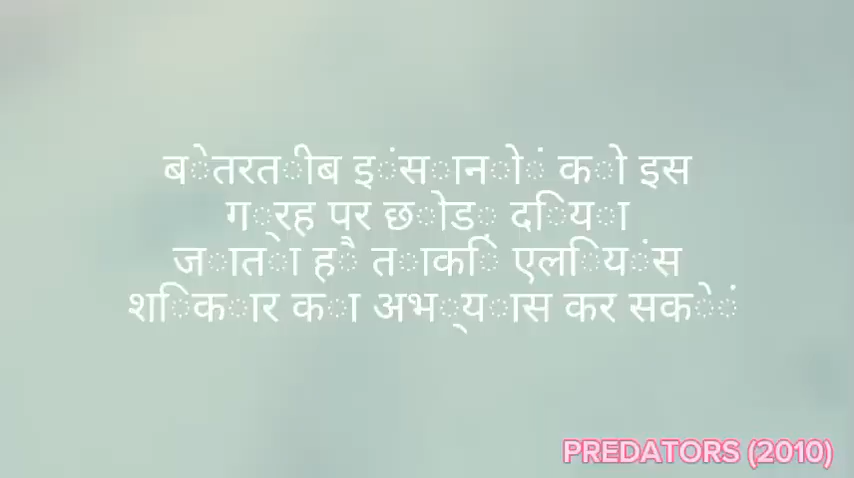 बेतरतीब इंसानों को इस
ग्रह पर छोड़ दिया
जाता है ताकि एलियंस
शिकार का अभ्यास कर सकें
PREDATORS (2010)